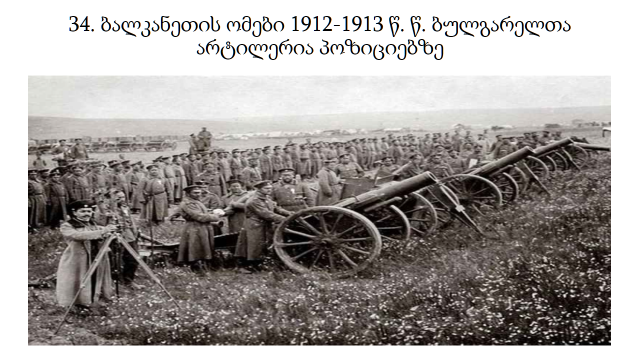 34. ბალკანეთის ომები 1912-1913 წ. წ. ბულგარელთა
არტილერია პოზიციებზე